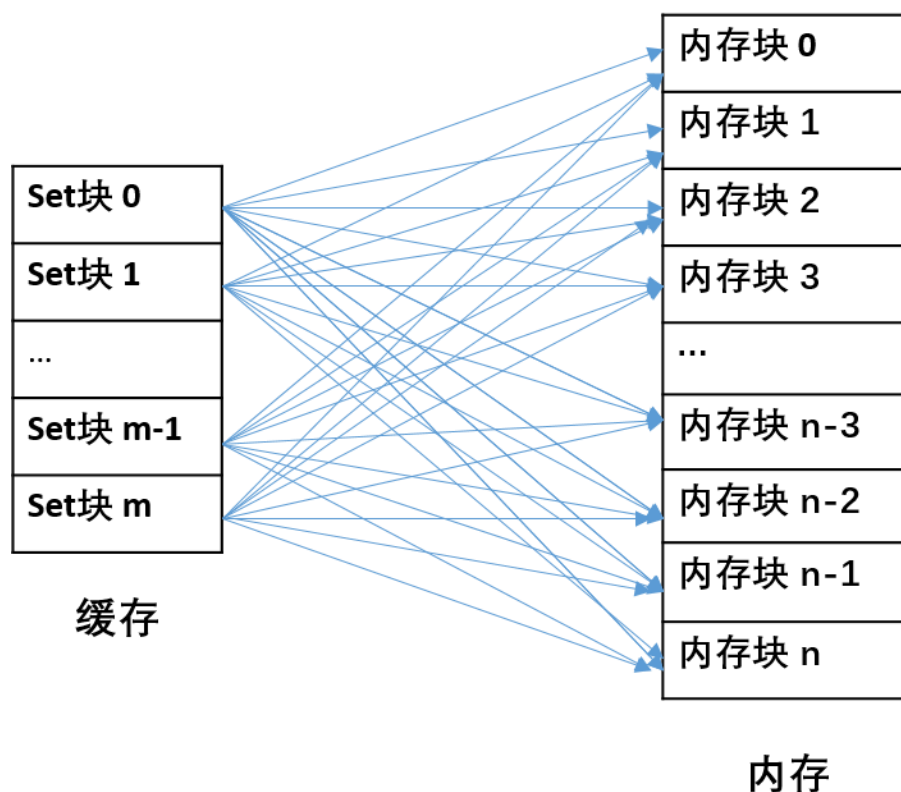 Set块 0
Set块 1
...
Set块 m-1
Set块 m
缓存
内存块 0
内存块 1
内存块 2
内存块 3
...
内存块 n-3
内存块 n-2
内存块 n-1
内存块 n
内存